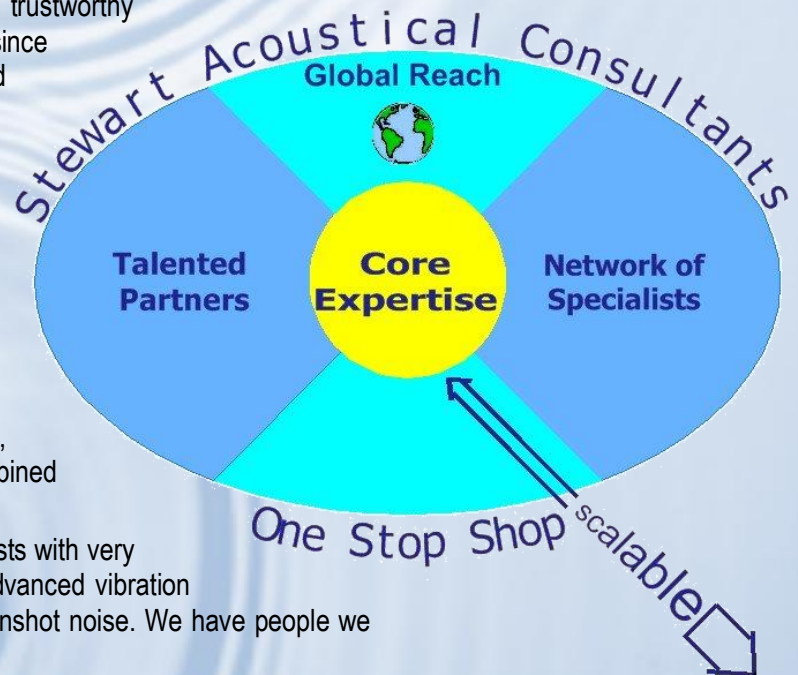 trustworthy
since
Stewart Acoustical Consultants
Global Reach
Talented
Partners
Core
Expertise
Network of
Specialists
One Stop Shop
scalable
,
sts with very
dvanced vibration
nshot noise. We have people we